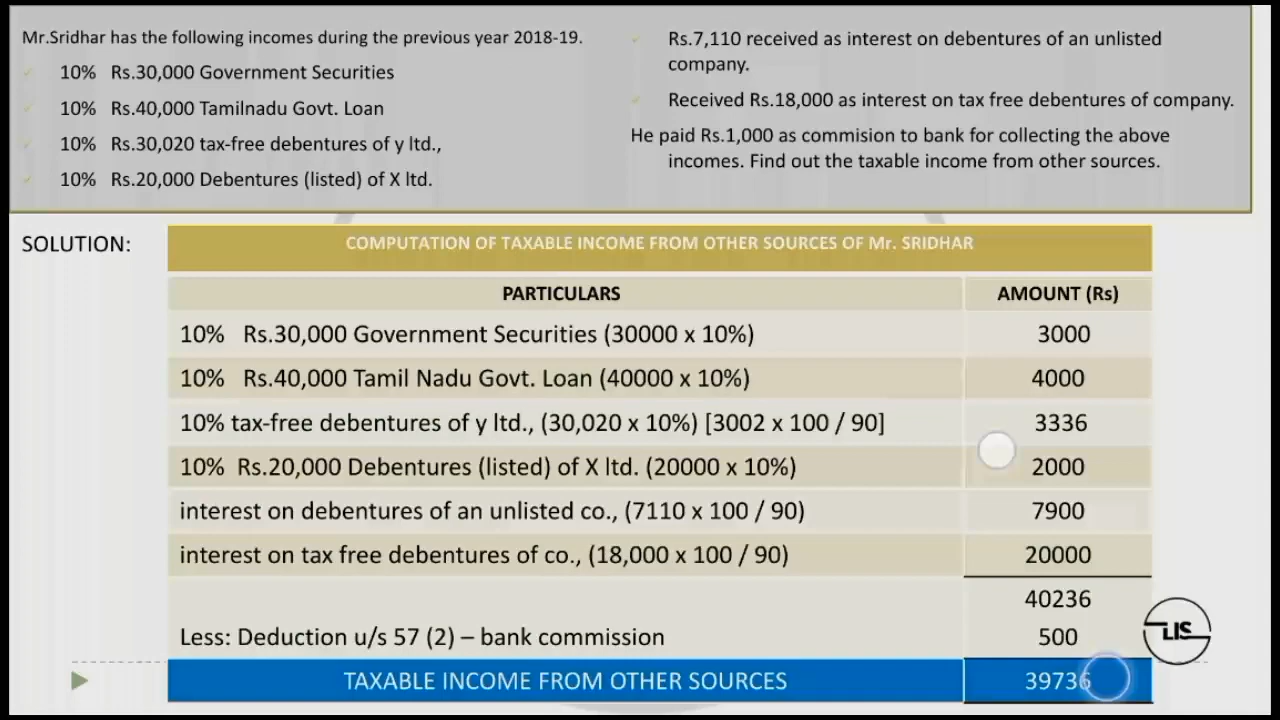 Mr.Sridhar has the following incomes during the previous year 2018-19.
10% Rs.30,000 Government Securities
10% Rs.40,000 Tamilnadu Govt. Loan
10% Rs.30,020 tax-free debentures of y ltd.,
10% Rs.20,000 Debentures (listed) of X ltd.
Rs.7,110 received as interest on debentures of an unlisted
company.
Received Rs.18,000 as interest on tax free debentures of company.
He paid Rs.1,000 as commision to bank for collecting the above
incomes. Find out the taxable income from other sources.
SOLUTION:
COMPUTATION OF TAXABLE INCOME FROM OTHER SOURCES OF Mr. SRIDHAR
PARTICULARS AMOUNT (Rs)
10% Rs.30,000 Government Securities (30000 x 10%) 3000
10% Rs.40,000 Tamil Nadu Govt. Loan (40000 x 10%) 4000
10% tax-free debentures of y ltd., (30,020 x 10%) [3002 x 100 / 90] 3336
10% Rs.20,000 Debentures (listed) of X ltd. (20000 x 10%) 2000
interest on debentures of an unlisted co., (7110 x 100 / 90) 7900
interest on tax free debentures of co., (18,000 x 100 / 90) 20000
40236
Less: Deduction u/s 57 (2) – bank commission 500
LIS
TAXABLE INCOME FROM OTHER SOURCES 39736